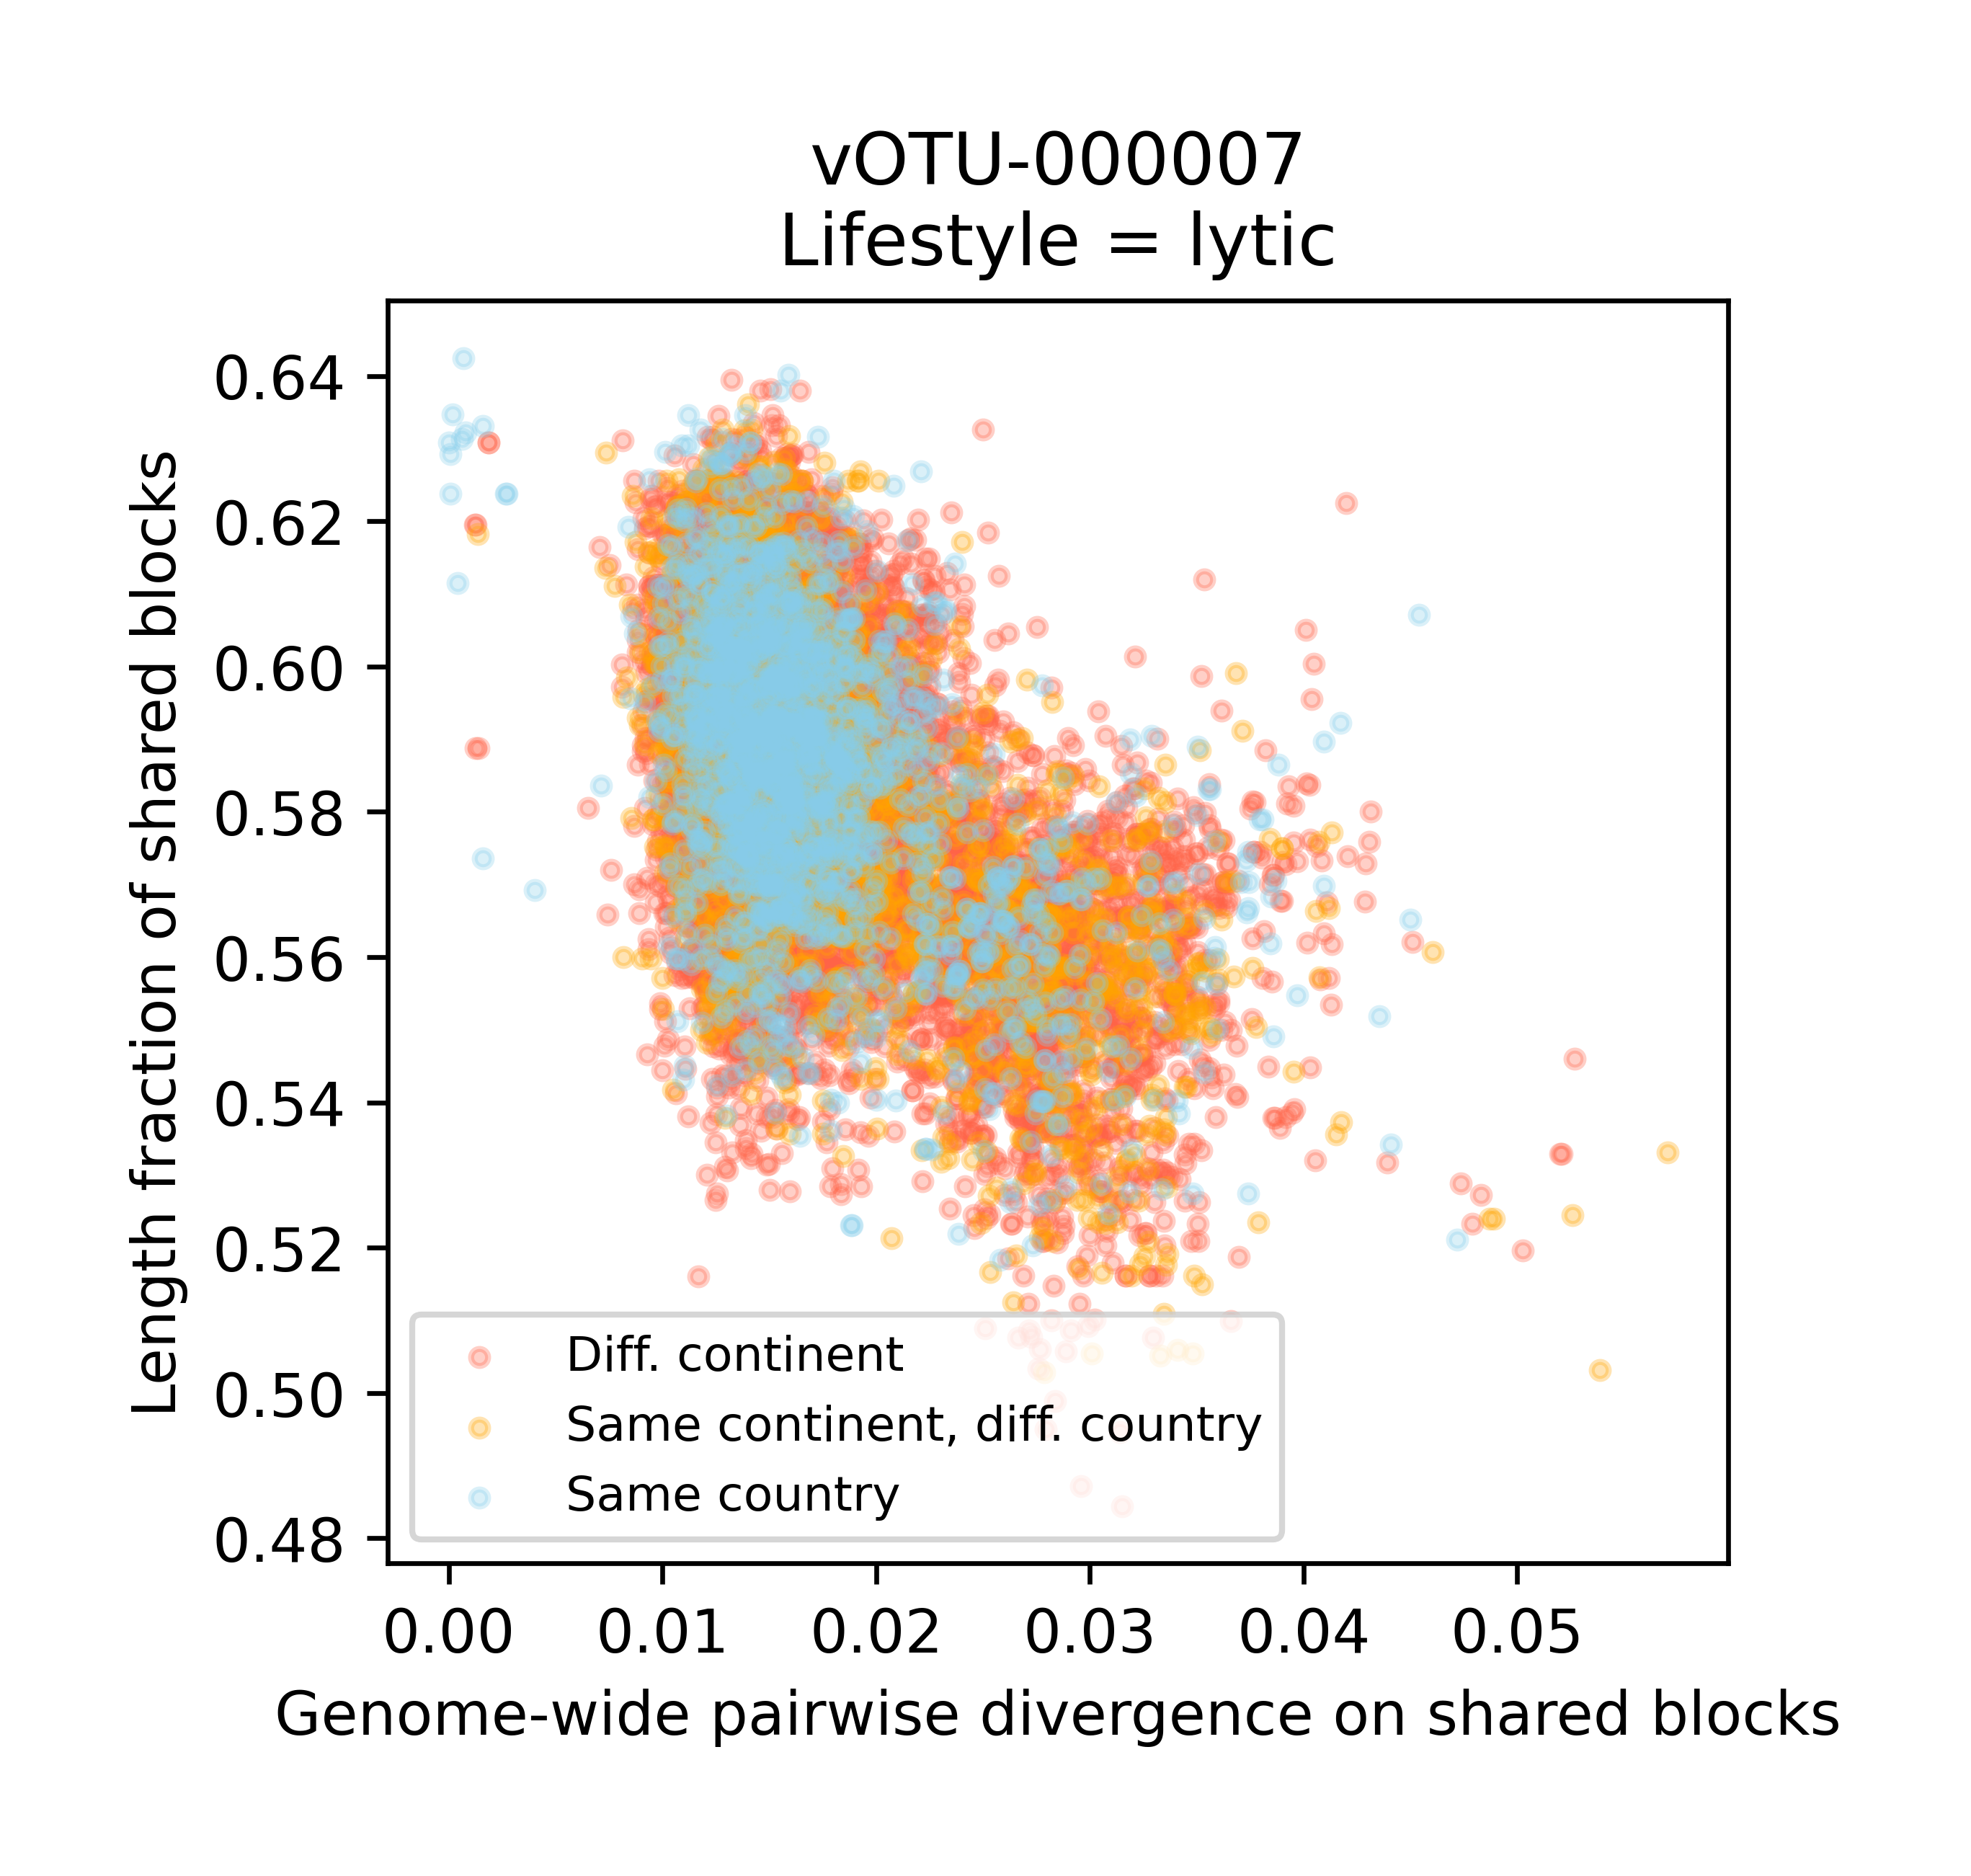 vOTU-000007
Lifestyle = lytic
Length fraction of shared blocks
0.64
0.62
0.60
0.58
0.56
0.54
0.52
0.50
0.48
Diff. continent
Same continent, diff. country
Same country
0.00 0.01 0.02 0.03 0.04 0.05
Genome-wide pairwise divergence on shared blocks